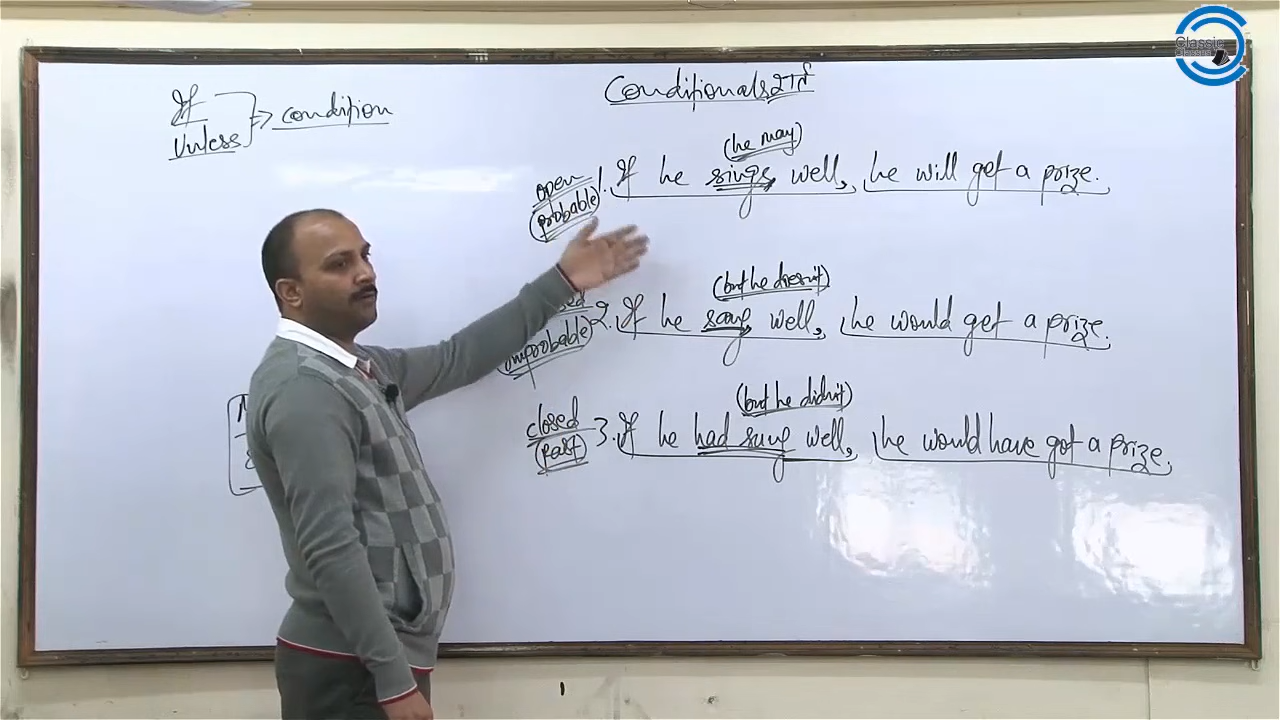 If
Unless
condition
Conditionals शर्त
(he may)
open
(probable)
1. If he sings, well, he will get a prize.
(but he doesn't)
(improbable)
2. If he sang, well, he would get a prize.
(but he didn't)
closed
(past)
3. If he had sung well, he would have got a prize.
Classic